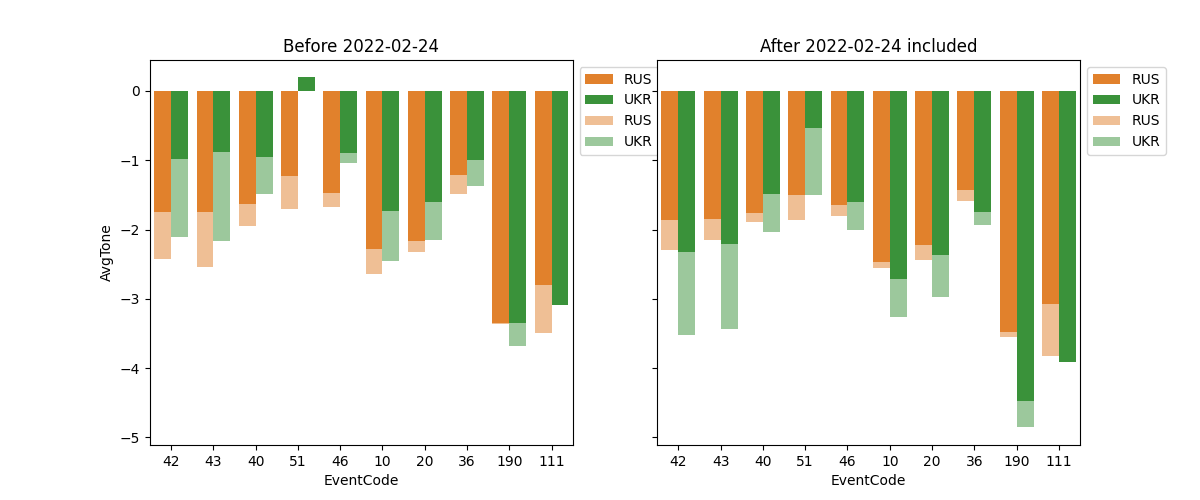 Before 2022-02-24
After 2022-02-24 included
AvgTone
0
−1
−2
−3
−4
−5
42 43 40 51 46 10 20 36 190 111
EventCode
RUS
UKR
RUS
UKR
42 43 40 51 46 10 20 36 190 111
EventCode
RUS
UKR
RUS
UKR